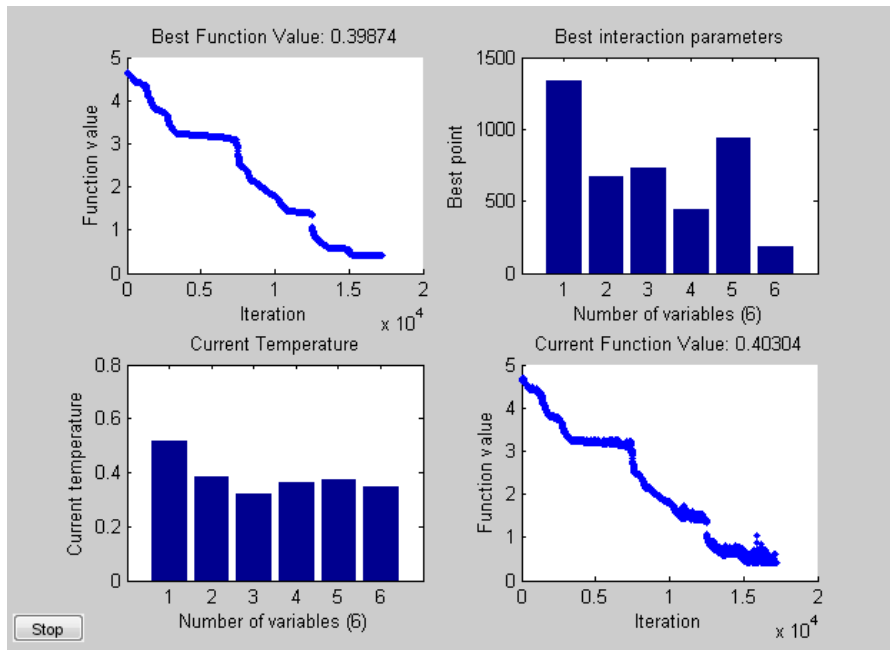 Best Function Value: 0.39874
5
4
3
2
1
0
Function value
0 0.5 1 1.5 2
Iteration
x 10^4
Best interaction parameters
1500
1000
500
0
Best point
1 2 3 4 5 6
Number of variables (6)
Current Temperature
0.8
0.6
0.4
0.2
0
Current temperature
1 2 3 4 5 6
Number of variables (6)
Current Function Value: 0.40304
5
4
3
2
1
0
Function value
0 0.5 1 1.5 2
Iteration
x 10^4
Stop